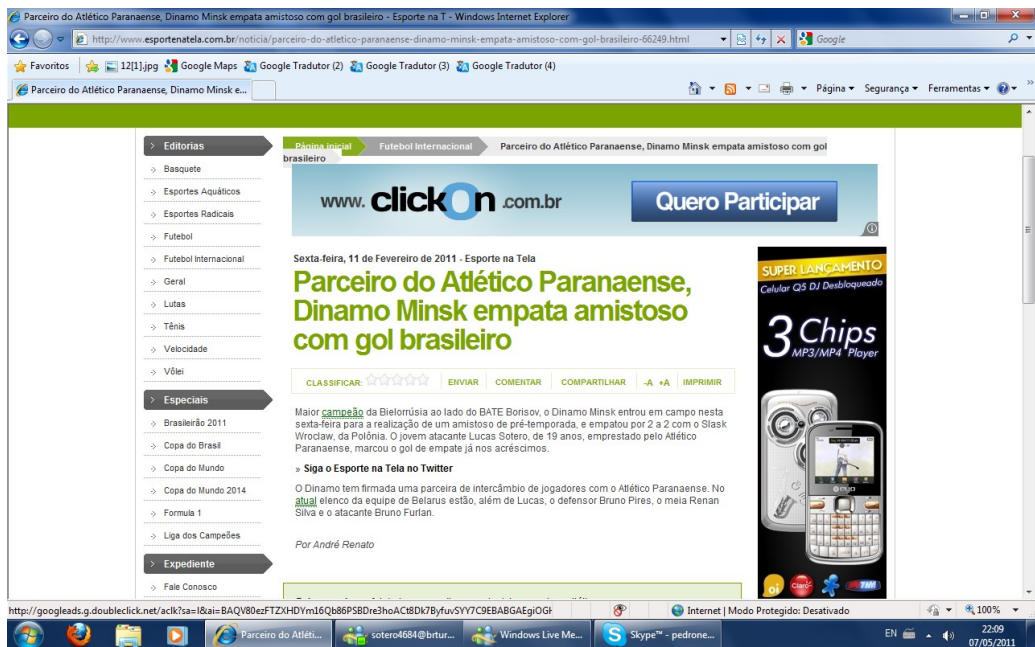 Parceiro do Atlético Paranaense, Dinamo Minsk empata amistoso com gol brasileiro - Esporte na T - Windows Internet Explorer
http://www.esportenatela.com.br/noticia/parceiro-do-atletico-paranaense-dinamo-minsk-empata-amistoso-com-gol-brasileiro-66249.html
Google
Favoritos 12[1].jpg Google Maps Google Tradutor (2) Google Tradutor (3) Google Tradutor (4)
Parceiro do Atlético Paranaense, Dinamo Minsk e...
Página Segurança Ferramentas
Editorias
Basquete
Esportes Aquáticos
Esportes Radicais
Futebol
Futebol Internacional
Geral
Lutas
Tênis
Velocidade
Vôlei
Especiais
Brasileirão 2011
Copa do Brasil
Copa do Mundo
Copa do Mundo 2014
Formula 1
Liga dos Campeões
Expediente
Fale Conosco
Página inicial Futebol Internacional Parceiro do Atlético Paranaense, Dinamo Minsk empata amistoso com gol
brasileiro
www.clickOn.com.br Quero Participar
Sexta-feira, 11 de Fevereiro de 2011 - Esporte na Tela
Parceiro do Atlético Paranaense,
Dinamo Minsk empata amistoso
com gol brasileiro
CLASSIFICAR: ENVIAR COMENTAR COMPARTILHAR -A +A IMPRIMIR
Maior campeão da Bielorrúsia ao lado do BATE Borisov, o Dinamo Minsk entrou em campo nesta
sexta-feira para a realização de um amistoso de pré-temporada, e empatou por 2 a 2 com o Slask
Wroclaw, da Polônia. O jovem atacante Lucas Sotero, de 19 anos, emprestado pelo Atlético
Paranaense, marcou o gol de empate já nos acréscimos.
» Siga o Esporte na Tela no Twitter
O Dinamo tem firmada uma parceira de intercâmbio de jogadores com o Atlético Paranaense. No
atual elenco da equipe de Belarus estão, além de Lucas, o defensor Bruno Pires, o meia Renan
Silva e o atacante Bruno Furlan.
Por André Renato
SUPER LANÇAMENTO
Celular Q5 DJ Desbloqueado
3 Chips
MP3/MP4 Player
oi Claro TIM
Internet | Modo Protegido: Desativado
100%
Parceiro do Atléti...
sotero4684@brtur...
Windows Live Me...
Skype™ - pedrone...
EN
22:09
07/05/2011